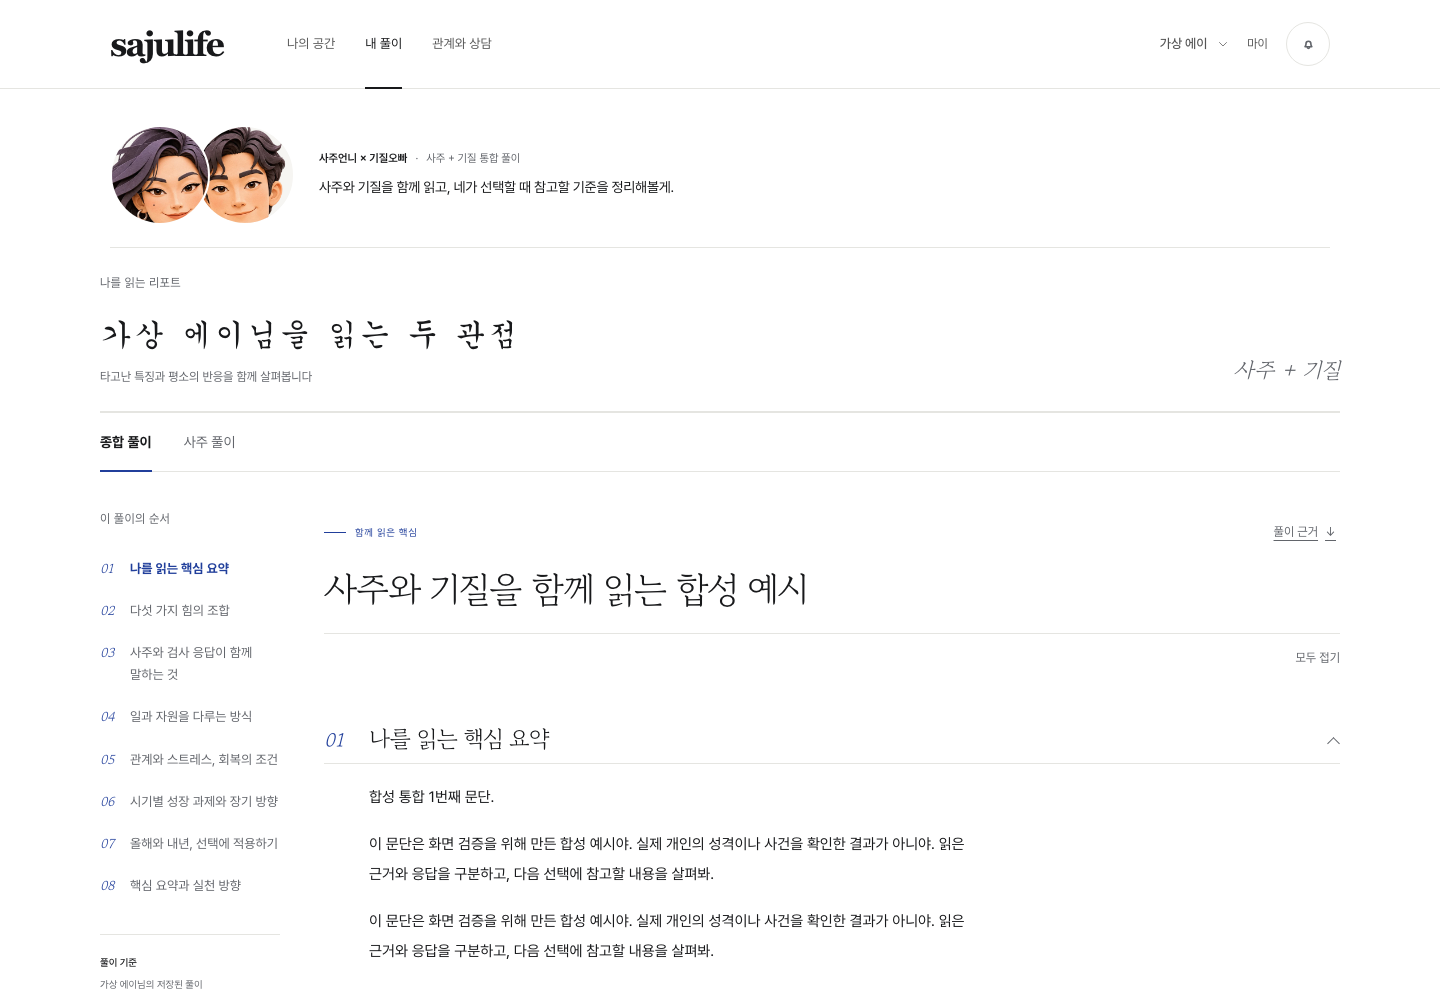 sajulife
나의 공간
내 풀이
관계와 상담
가상 에이
마이
사주언니 × 기질오빠 · 사주 + 기질 통합 풀이
사주와 기질을 함께 읽고, 네가 선택할 때 참고할 기준을 정리해볼게.
나를 읽는 리포트
가상 에이님을 읽는 두 관점
타고난 특징과 평소의 반응을 함께 살펴봅니다
사주 + 기질
종합 풀이
사주 풀이
이 풀이의 순서
01 나를 읽는 핵심 요약
02 다섯 가지 힘의 조합
03 사주와 검사 응답이 함께
말하는 것
04 일과 자원을 다루는 방식
05 관계와 스트레스, 회복의 조건
06 시기별 성장 과제와 장기 방향
07 올해와 내년, 선택에 적용하기
08 핵심 요약과 실천 방향
풀이 기준
가상 에이님의 저장된 풀이
함께 읽은 핵심
풀이 근거 ↓
사주와 기질을 함께 읽는 합성 예시
모두 접기
01 나를 읽는 핵심 요약
합성 통합 1번째 문단.
이 문단은 화면 검증을 위해 만든 합성 예시야. 실제 개인의 성격이나 사건을 확인한 결과가 아니야. 읽은
근거와 응답을 구분하고, 다음 선택에 참고할 내용을 살펴봐.
이 문단은 화면 검증을 위해 만든 합성 예시야. 실제 개인의 성격이나 사건을 확인한 결과가 아니야. 읽은
근거와 응답을 구분하고, 다음 선택에 참고할 내용을 살펴봐.